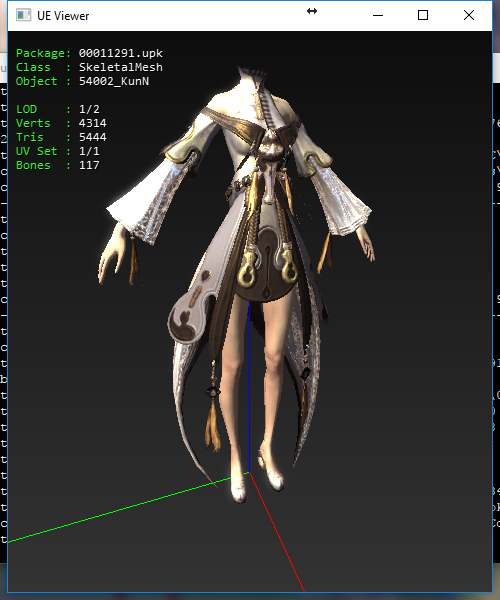 UE Viewer
Package: 00011291.upk
Class : SkeletalMesh
Object : 54002_KunN
LOD : 1/2
Verts : 4314
Tris : 5444
UV Set : 1/1
Bones : 117